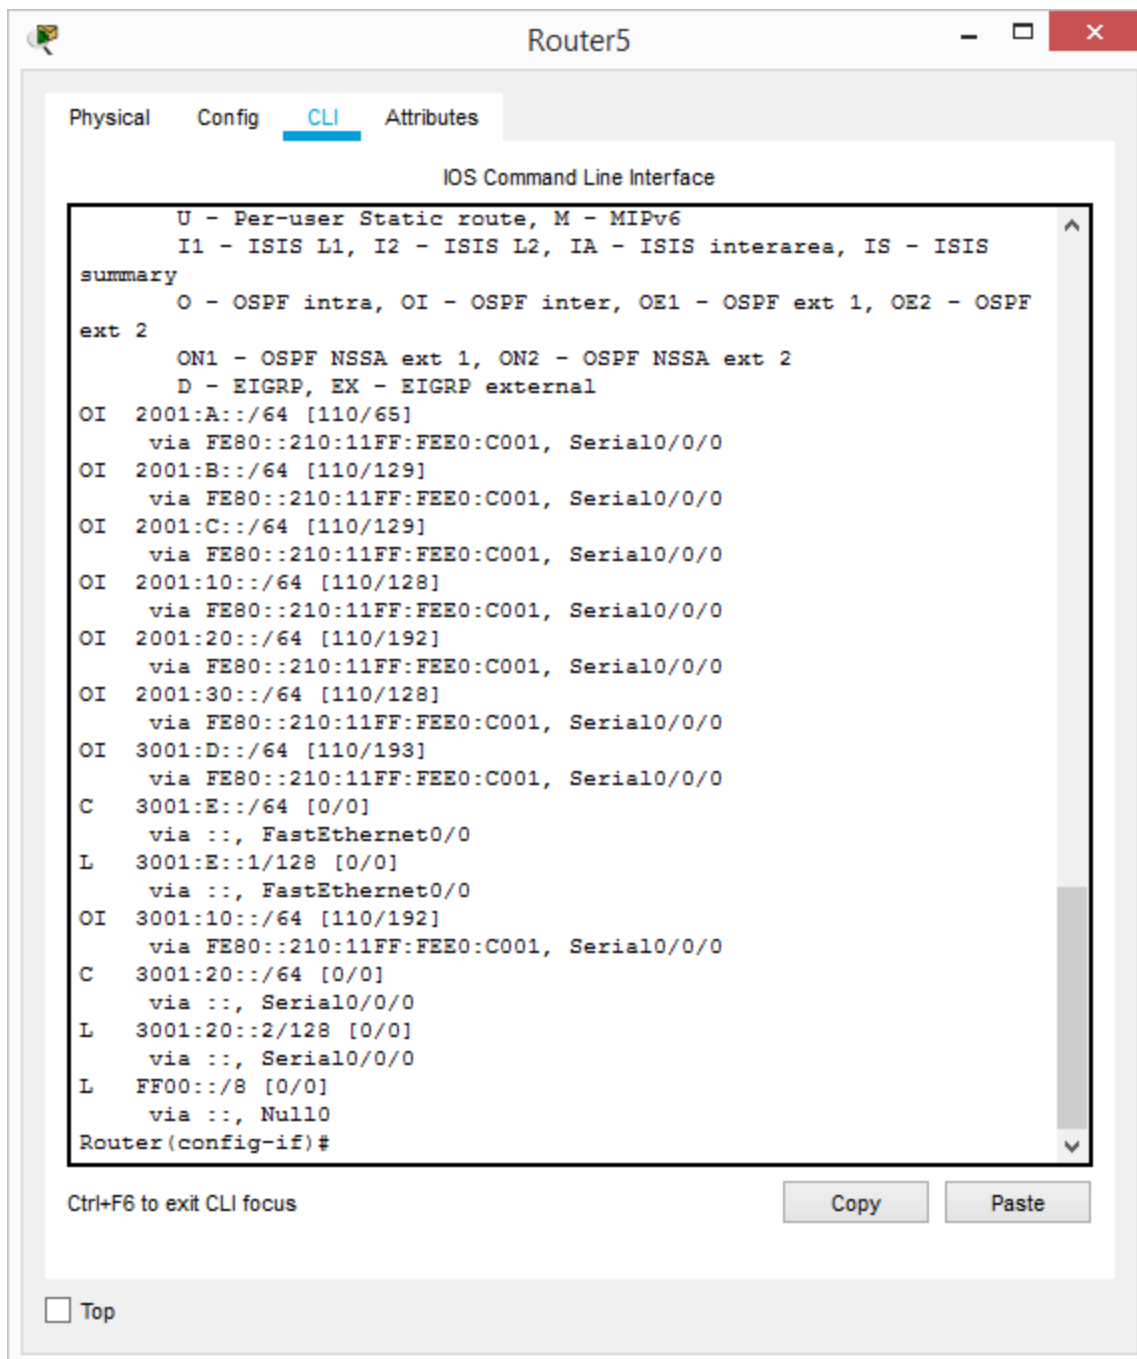 Router5
Physical Config CLI Attributes
IOS Command Line Interface
U - Per-user Static route, M - MIPv6
I1 - ISIS L1, I2 - ISIS L2, IA - ISIS interarea, IS - ISIS
summary
O - OSPF intra, OI - OSPF inter, OE1 - OSPF ext 1, OE2 - OSPF
ext 2
ON1 - OSPF NSSA ext 1, ON2 - OSPF NSSA ext 2
D - EIGRP, EX - EIGRP external
OI 2001:A::/64 [110/65]
via FE80::210:11FF:FEE0:C001, Serial0/0/0
OI 2001:B::/64 [110/129]
via FE80::210:11FF:FEE0:C001, Serial0/0/0
OI 2001:C::/64 [110/129]
via FE80::210:11FF:FEE0:C001, Serial0/0/0
OI 2001:10::/64 [110/128]
via FE80::210:11FF:FEE0:C001, Serial0/0/0
OI 2001:20::/64 [110/192]
via FE80::210:11FF:FEE0:C001, Serial0/0/0
OI 2001:30::/64 [110/128]
via FE80::210:11FF:FEE0:C001, Serial0/0/0
OI 3001:D::/64 [110/193]
via FE80::210:11FF:FEE0:C001, Serial0/0/0
C 3001:E::/64 [0/0]
via ::, FastEthernet0/0
L 3001:E::1/128 [0/0]
via ::, FastEthernet0/0
OI 3001:10::/64 [110/192]
via FE80::210:11FF:FEE0:C001, Serial0/0/0
C 3001:20::/64 [0/0]
via ::, Serial0/0/0
L 3001:20::2/128 [0/0]
via ::, Serial0/0/0
L FF00::/8 [0/0]
via ::, Null0
Router(config-if)#
Ctrl+F6 to exit CLI focus Copy Paste
Top